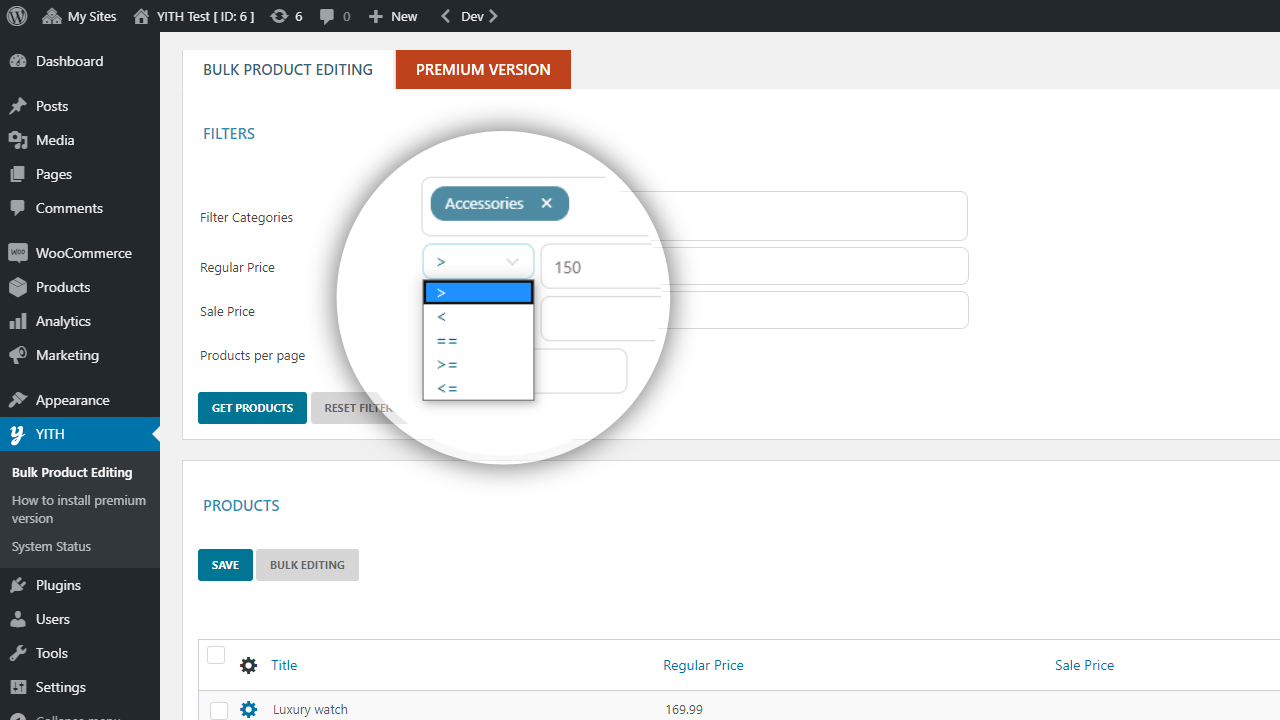 My Sites YITH Test [ ID: 6 ] 6 0 New Dev
Dashboard
Posts
Media
Pages
Comments
WooCommerce
Products
Analytics
Marketing
Appearance
YITH
Bulk Product Editing
How to install premium
version
System Status
Plugins
Users
Tools
Settings
Collapse menu
BULK PRODUCT EDITING PREMIUM VERSION
FILTERS
Filter Categories Accessories ×
Regular Price > 150
>
<
Sale Price
==
Products per page >=
<=
GET PRODUCTS RESET FILTER
PRODUCTS
SAVE BULK EDITING
Title Regular Price Sale Price
Luxury watch 169.99